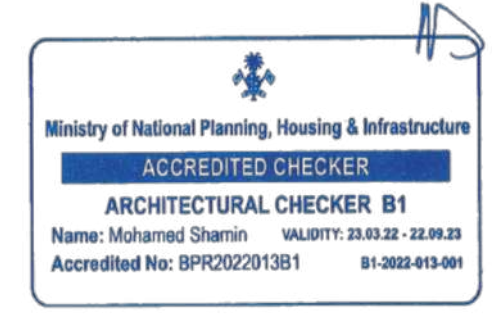 Ministry of National Planning, Housing & Infrastructure
ACCREDITED CHECKER
ARCHITECTURAL CHECKER B1
Name: Mohamed Shamin VALIDITY: 23.03.22 - 22.09.23
Accredited No: BPR2022013B1 B1-2022-013-001